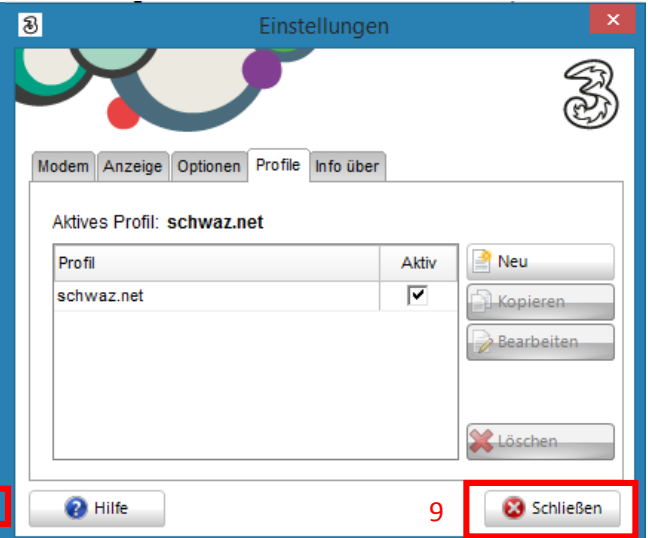 Einstellungen
3
Modem Anzeige Optionen Profile Info über
Aktives Profil: schwaz.net
Profil Aktiv Neu
schwaz.net Kopieren
Bearbeiten
Löschen
Hilfe 9 Schließen